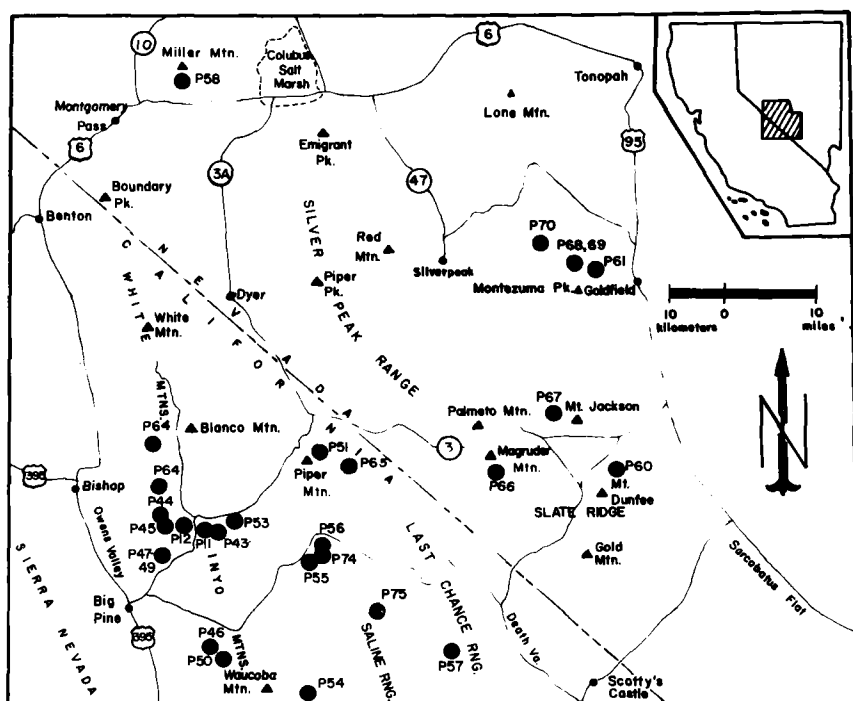 10
Miller Mtn.
P58
Columbus
Salt
Marsh
6
Tonopah
Lone Mtn.
Montgomery
Pass
6
Emigrant
Pk.
95
3A
47
Boundary
Pk.
Benton
SILVER PEAK RANGE
Red
Mtn.
Silverpeak
P70
P68,69
P61
Montezuma Pk.
Goldfield
NEVADA
CALIFORNIA
Dyer
Piper
Pk.
10 0 10
kilometers miles
WHITE MTNS.
White
Mtn.
N
Blanco Mtn.
Palmeto Mtn.
P67
Mt. Jackson
P64
3
P51
P65
Piper
Mtn.
Magruder
Mtn.
P66
P60
Mt.
Dunfee
SLATE RIDGE
395
Bishop
P64
P44
P45
P12
P11
P43
P53
Owens Valley
P47
49
INYO MTNS.
P56
P74
P55
LAST CHANCE RNG.
Gold
Mtn.
Sarcobatus Flat
SIERRA NEVADA
Big
Pine
395
P75
SALINE RNG.
Death Va.
P46
P50
Waucoba
Mtn.
P54
P57
Scotty's
Castle